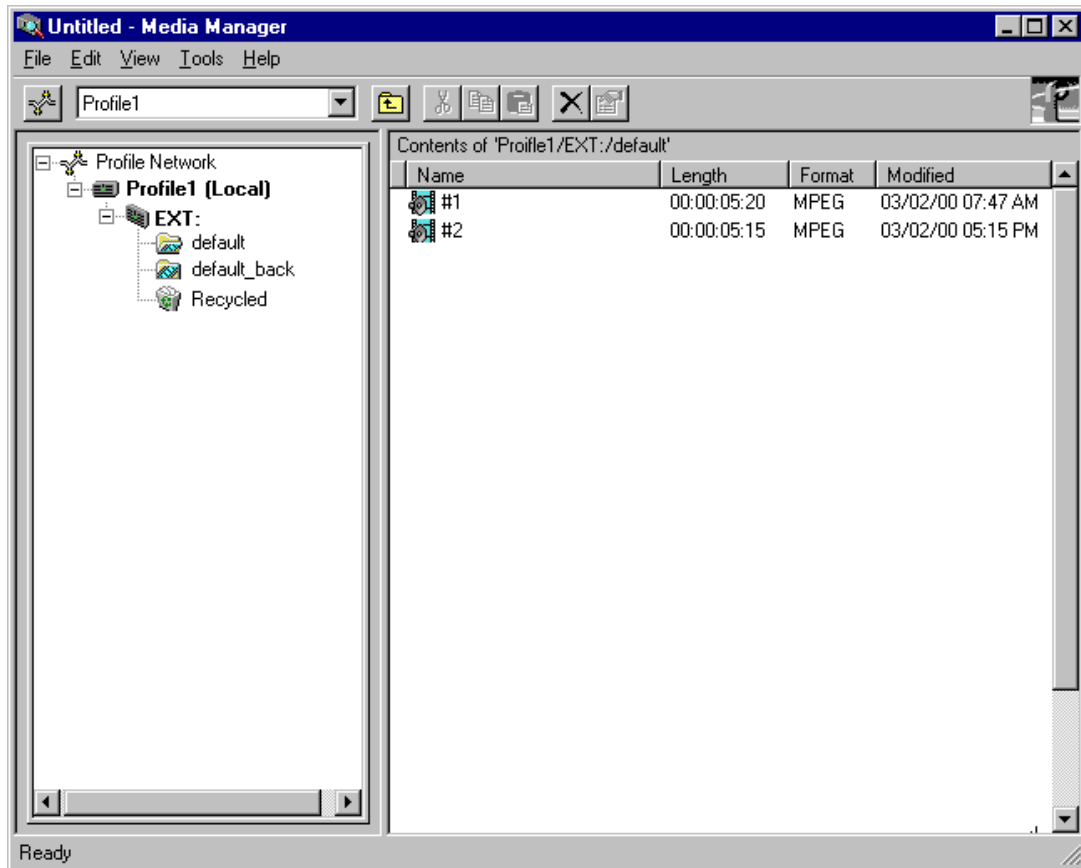 Untitled - Media Manager
File Edit View Tools Help
Profile1
Contents of 'Proifle1/EXT:/default'
Profile Network
Profile1 (Local)
EXT:
default
default_back
Recycled
Name Length Format Modified
#1 00:00:05:20 MPEG 03/02/00 07:47 AM
#2 00:00:05:15 MPEG 03/02/00 05:15 PM
Ready